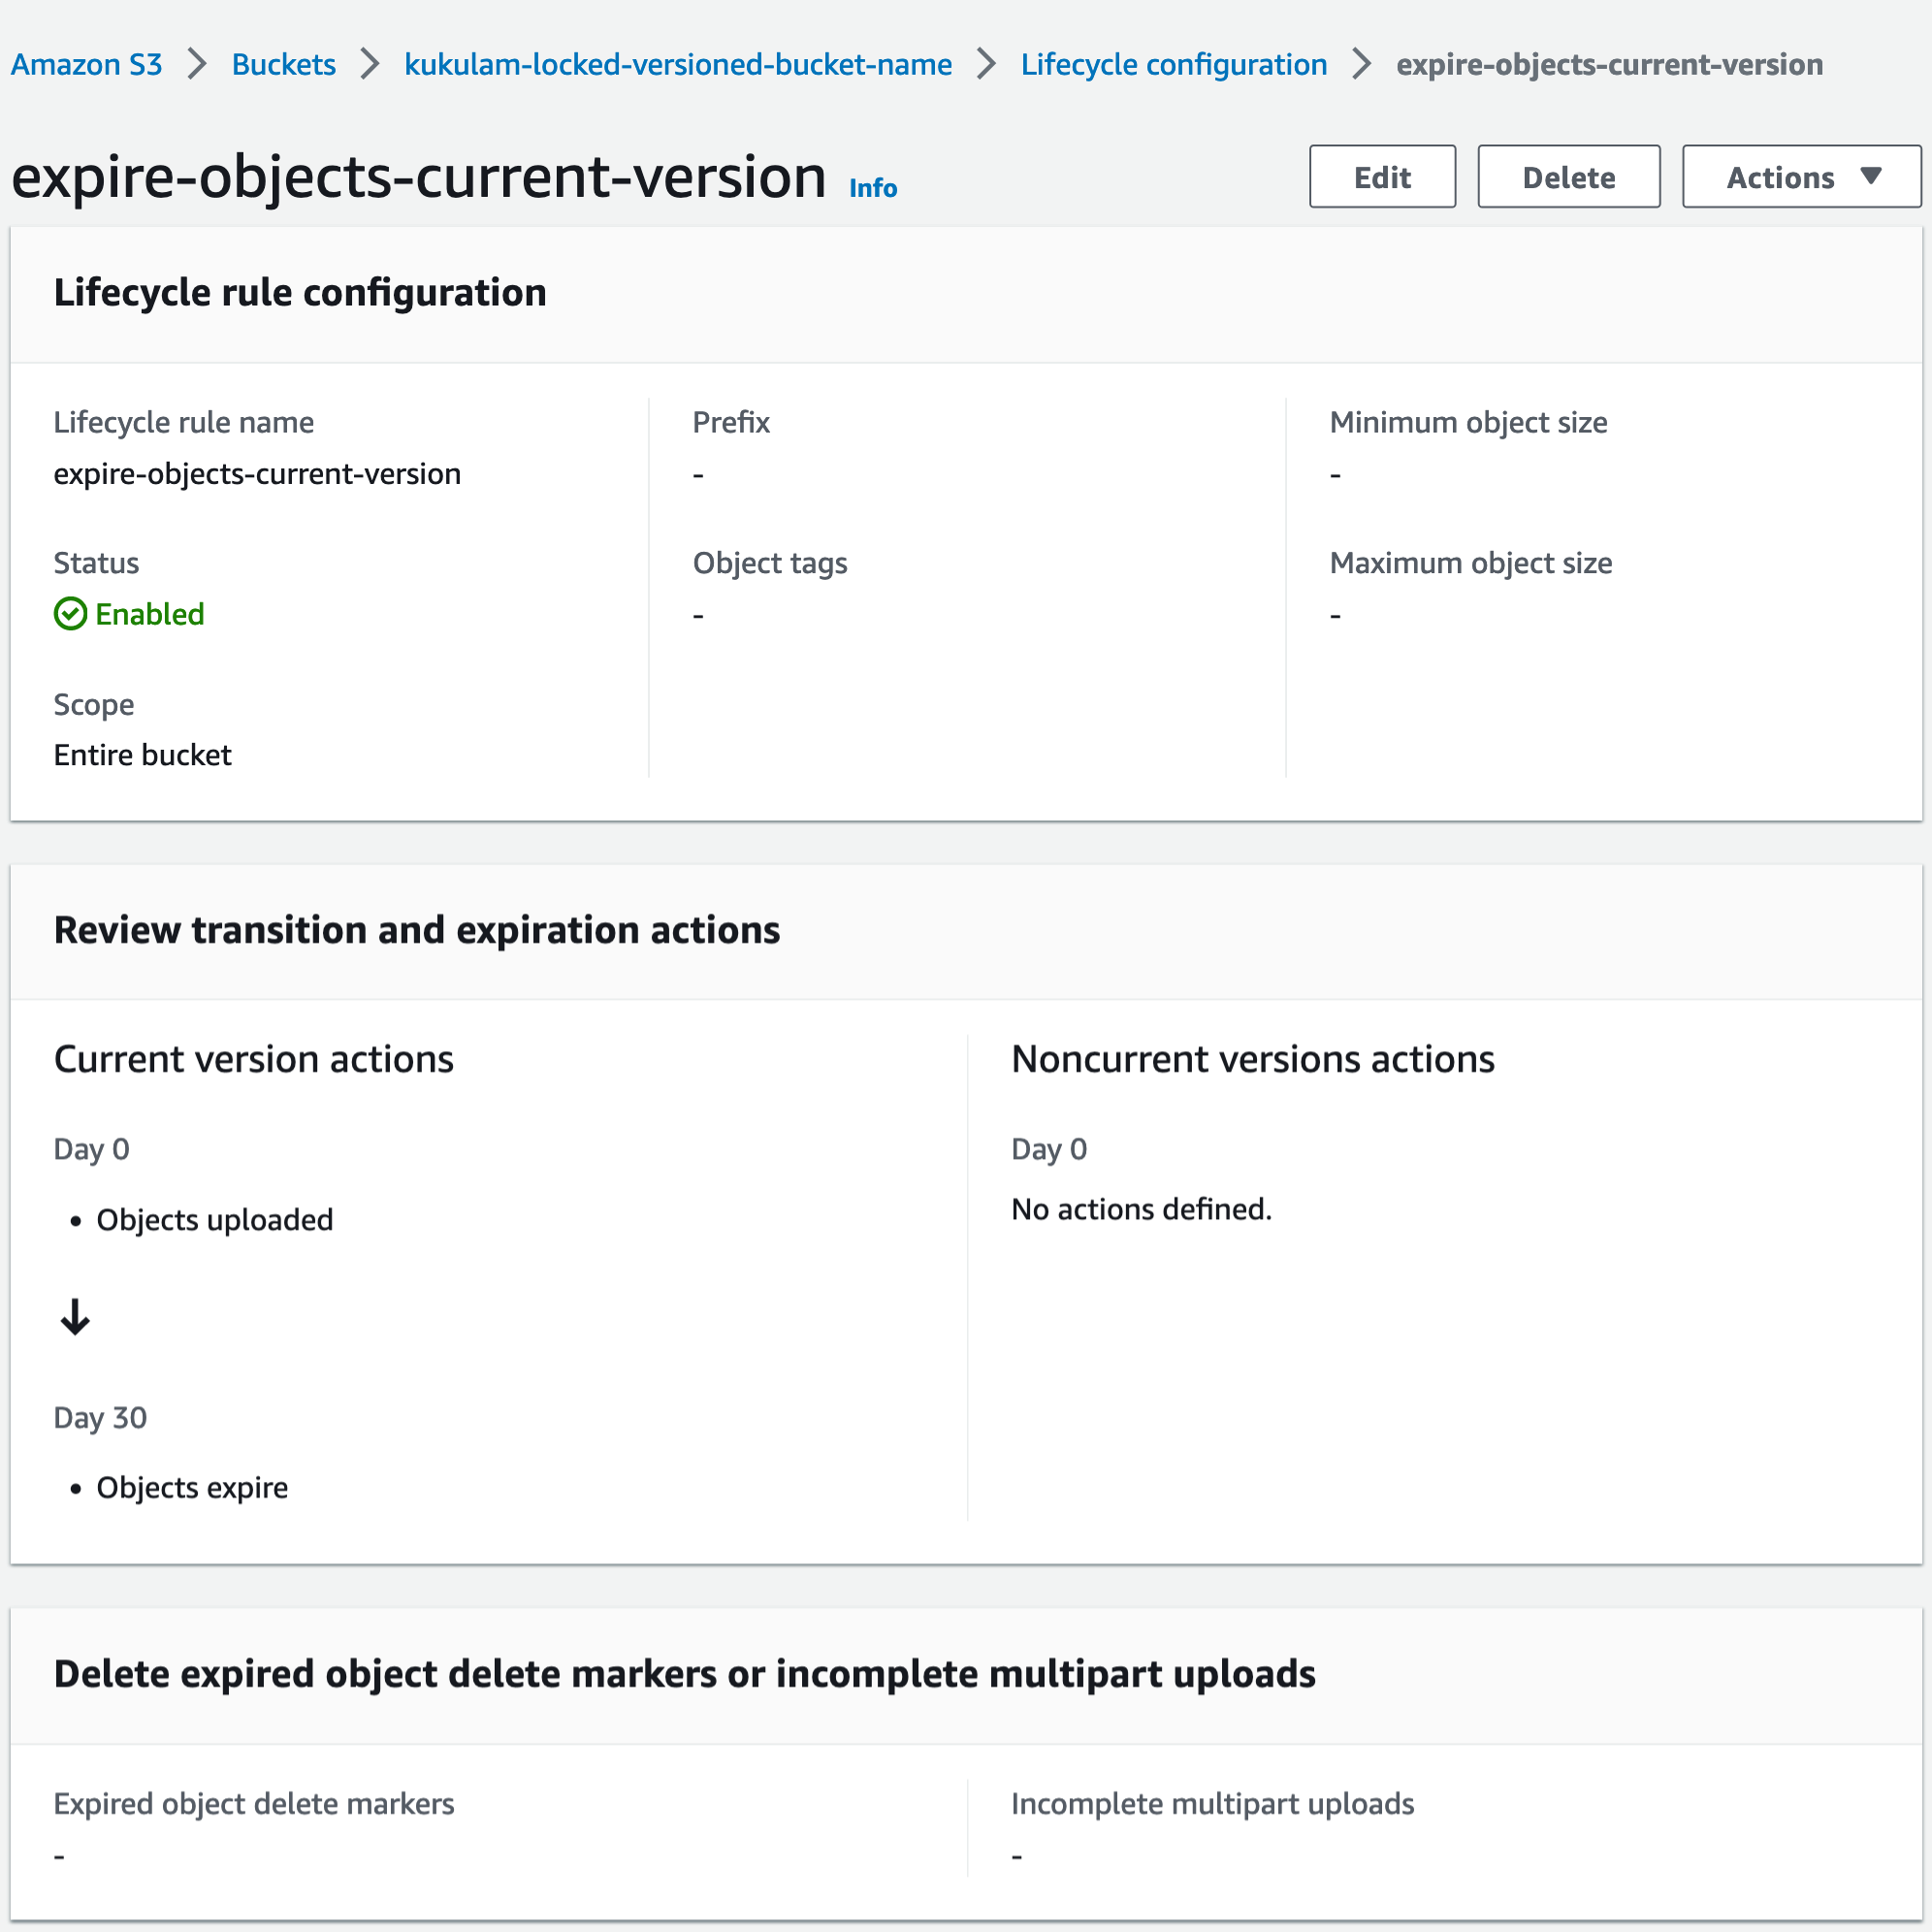 Amazon S3 > Buckets > kukulam-locked-versioned-bucket-name > Lifecycle configuration > expire-objects-current-version
expire-objects-current-version Info Edit Delete Actions ▼
Lifecycle rule configuration
Lifecycle rule name
expire-objects-current-version
Status
Enabled
Scope
Entire bucket
Prefix
-
Object tags
-
Minimum object size
-
Maximum object size
-
Review transition and expiration actions
Current version actions
Day 0
• Objects uploaded
↓
Day 30
• Objects expire
Noncurrent versions actions
Day 0
No actions defined.
Delete expired object delete markers or incomplete multipart uploads
Expired object delete markers
-
Incomplete multipart uploads
-